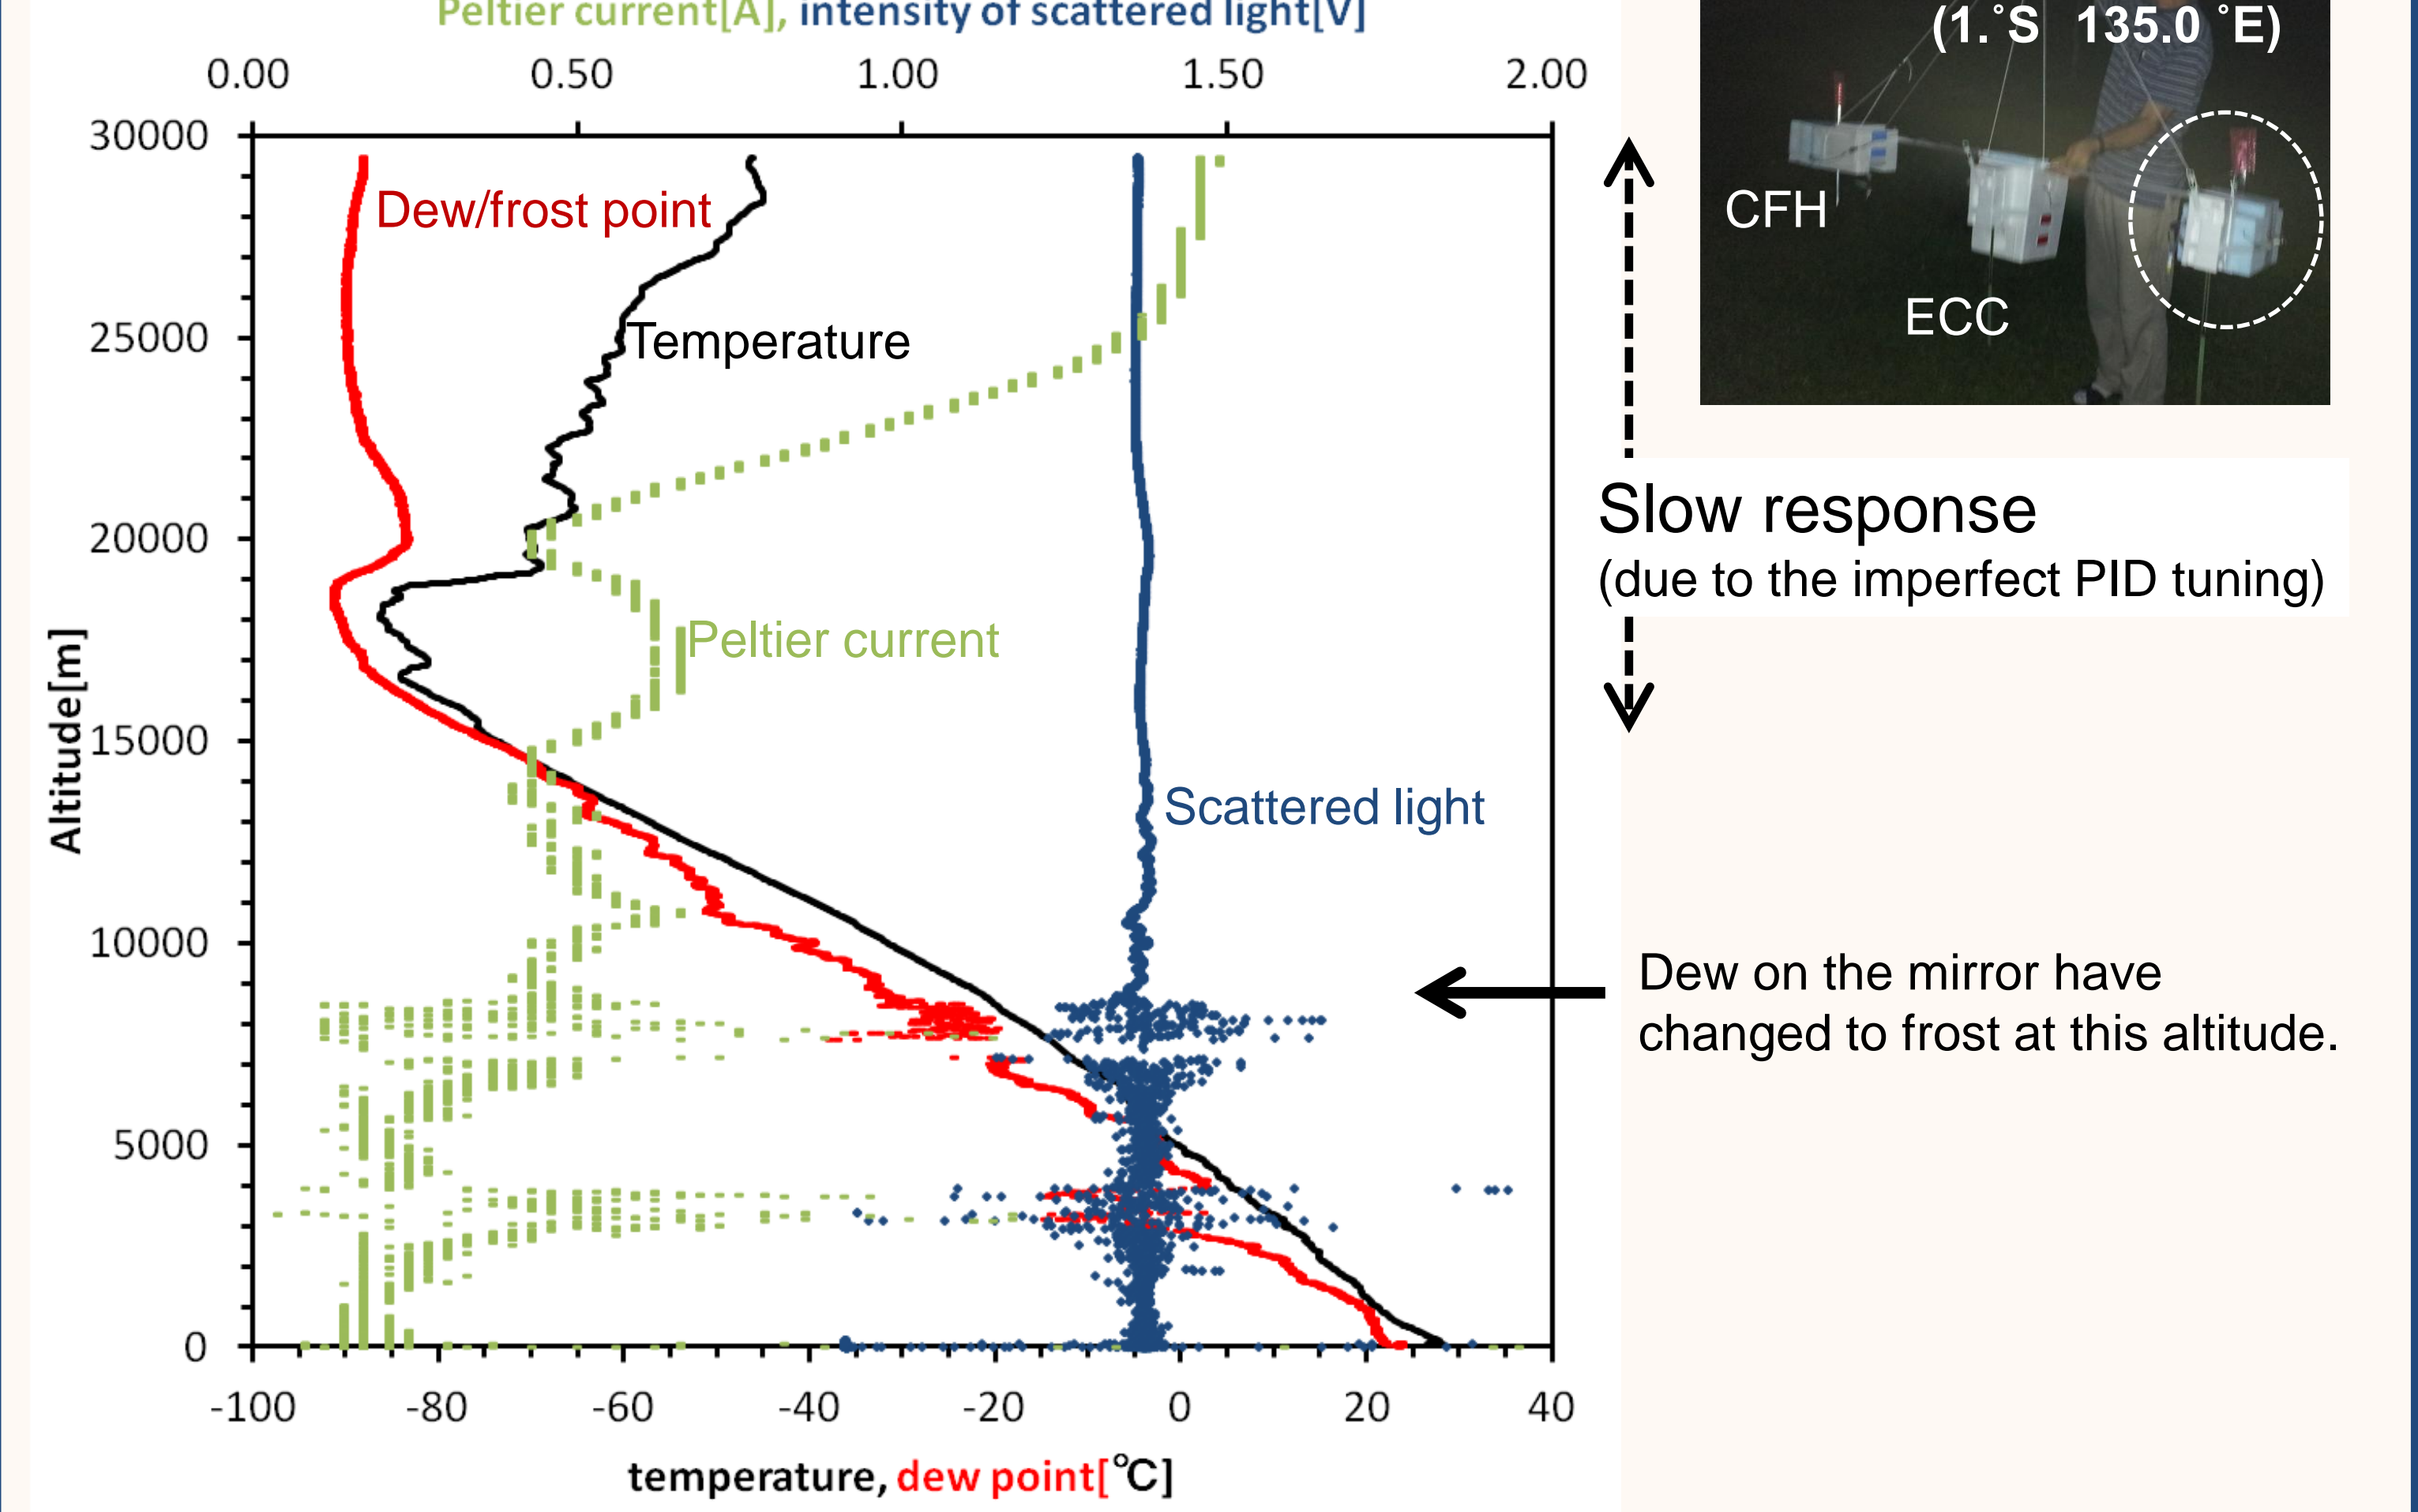 Peltier current[A], intensity of scattered light[V]
0.00 0.50 1.00 1.50 2.00
30000
25000
20000
15000
10000
5000
0
Altitude[m]
Dew/frost point
Temperature
Peltier current
Scattered light
-100 -80 -60 -40 -20 0 20 40
temperature, dew point[℃]
(1.˚S 135.0 ˚E)
CFH
ECC
Slow response
(due to the imperfect PID tuning)
Dew on the mirror have
changed to frost at this altitude.